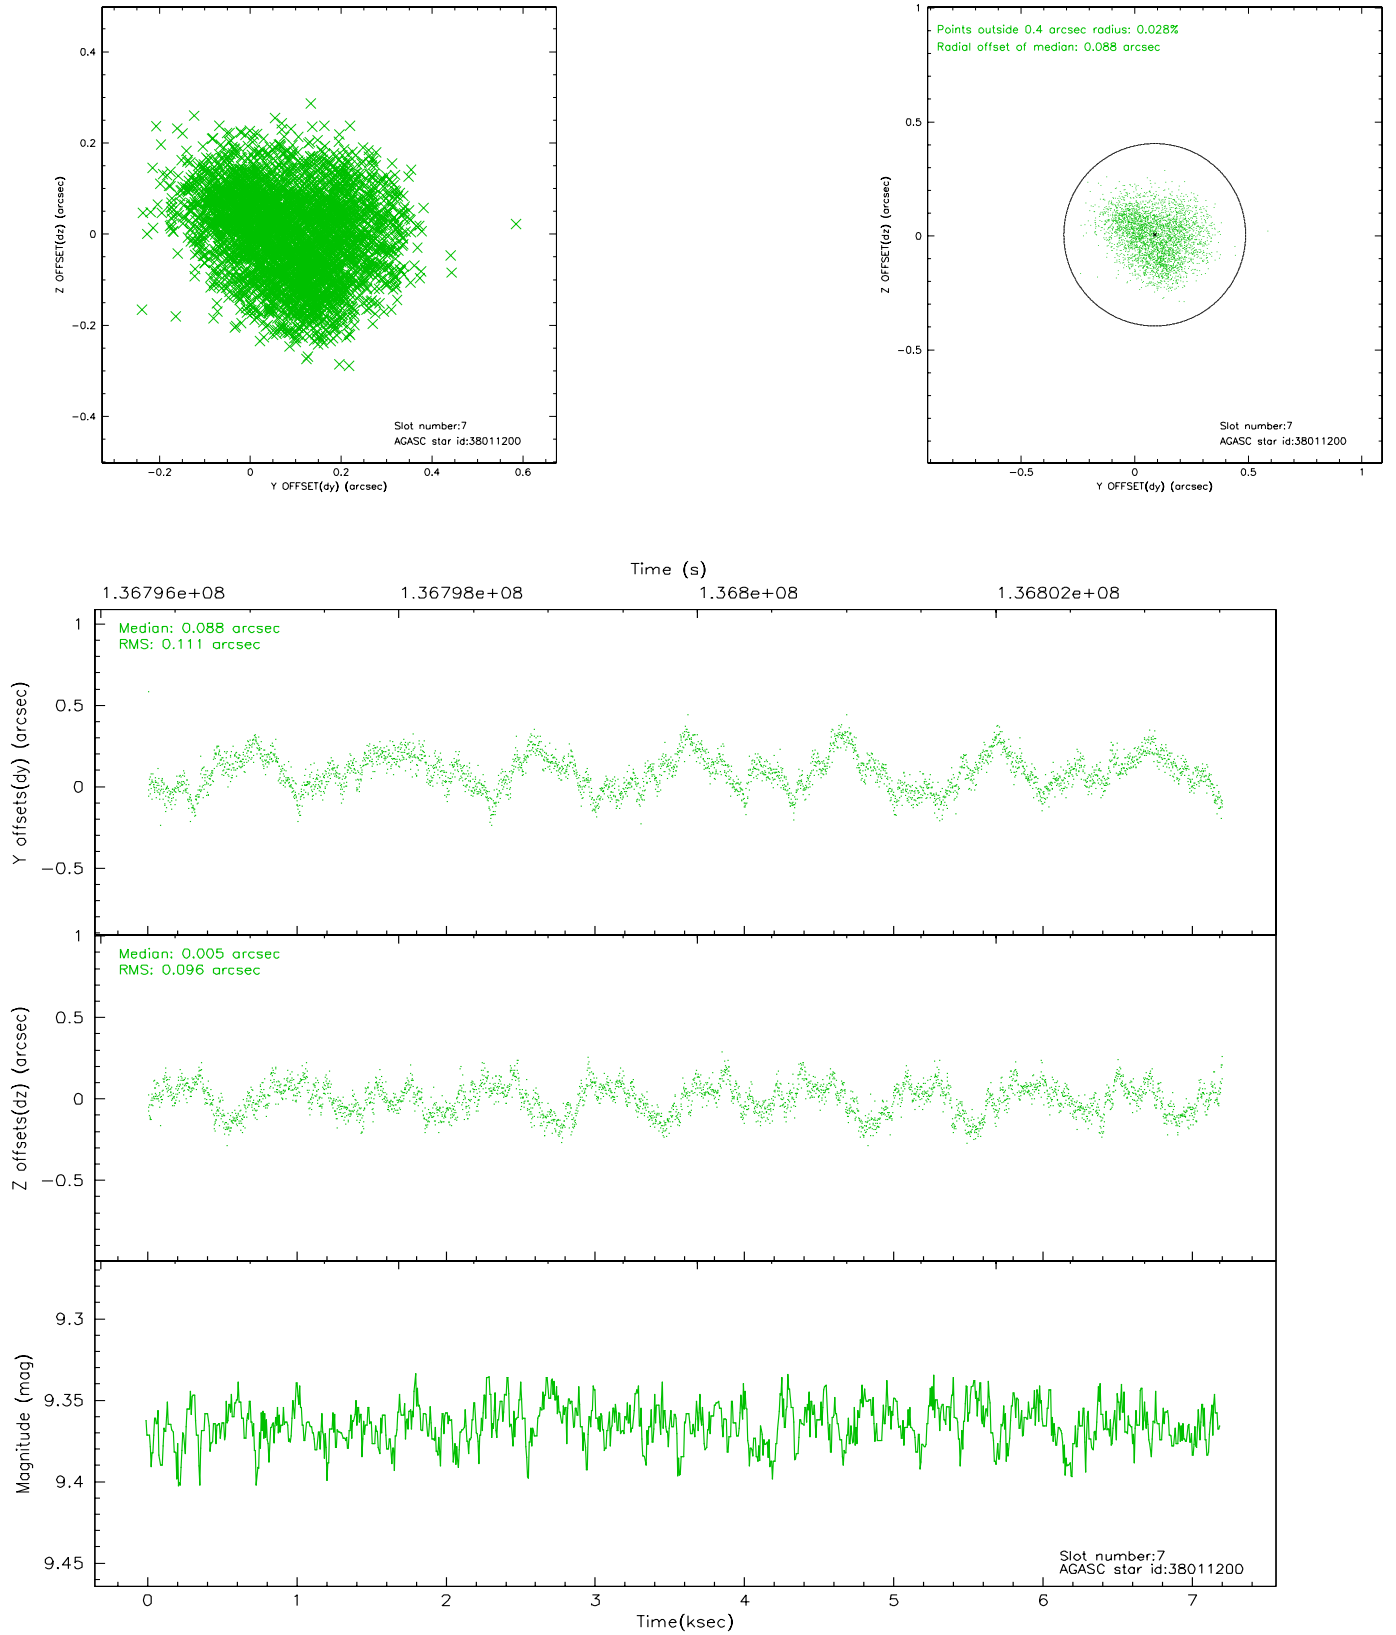 0.4
0.2
0
-0.2
-0.4
Z OFFSET(dz) (arcsec)
Slot number:7
AGASC star id:38011200
-0.2 0 0.2 0.4 0.6
Y OFFSET(dy) (arcsec)
1
0.5
0
-0.5
Z OFFSET(dz) (arcsec)
Points outside 0.4 arcsec radius: 0.028%
Radial offset of median: 0.088 arcsec
Slot number:7
AGASC star id:38011200
-0.5 0 0.5 1
Y OFFSET(dy) (arcsec)
Time (s)
1.36796e+08 1.36798e+08 1.368e+08 1.36802e+08
1
0.5
0
-0.5
Y offsets(dy) (arcsec)
Median: 0.088 arcsec
RMS: 0.111 arcsec
1
0.5
0
-0.5
Z offsets(dz) (arcsec)
Median: 0.005 arcsec
RMS: 0.096 arcsec
9.3
9.35
9.4
9.45
Magnitude (mag)
Slot number:7
AGASC star id:38011200
0 1 2 3 4 5 6 7
Time(ksec)